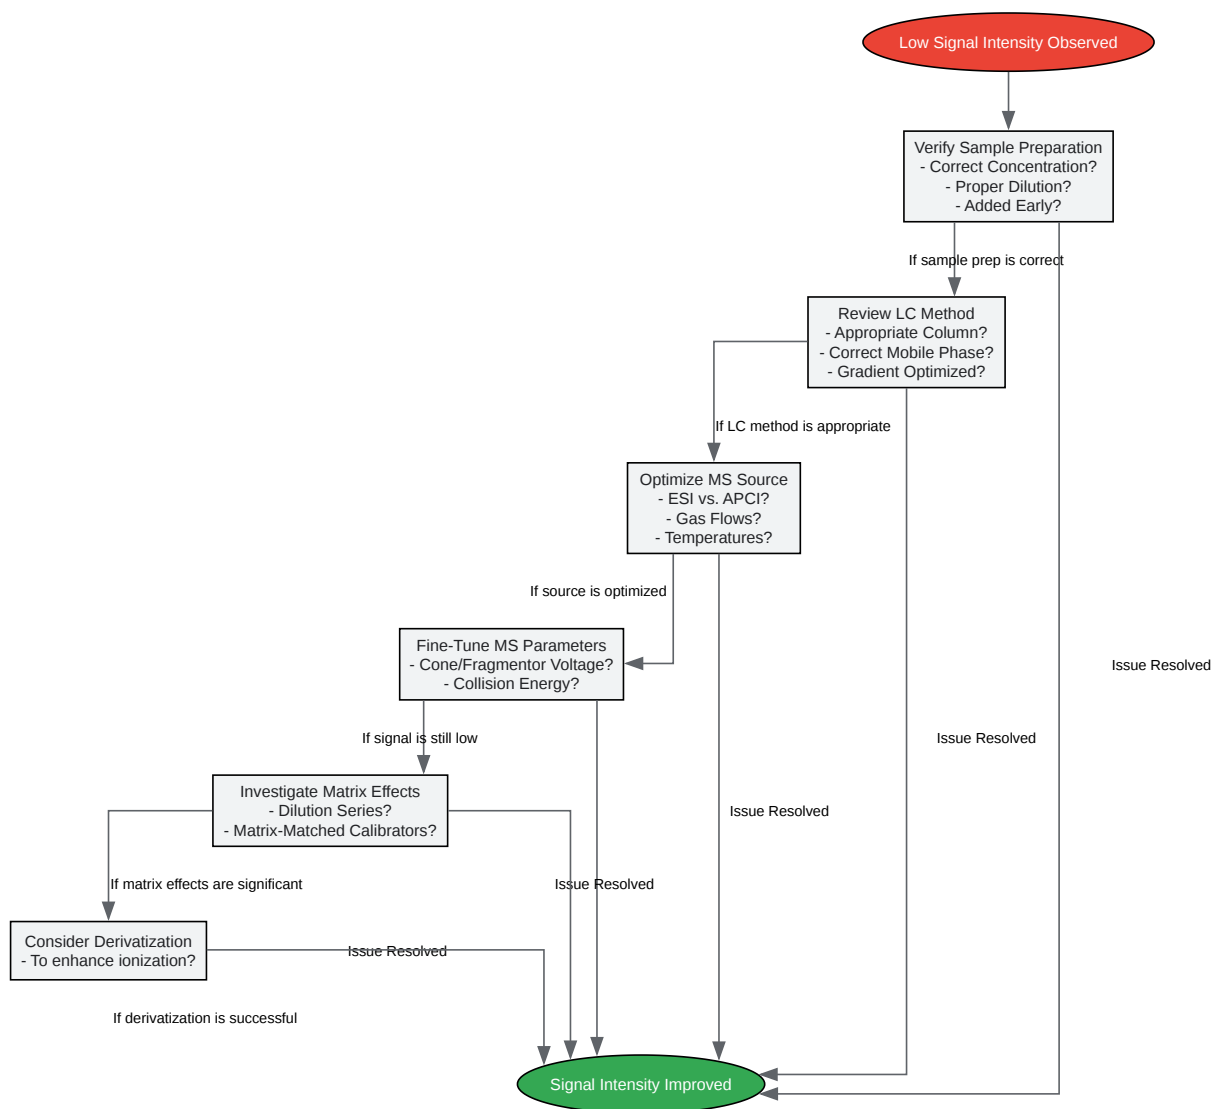 Low Signal Intensity Observed
Verify Sample Preparation
- Correct Concentration?
- Proper Dilution?
- Added Early?
If sample prep is correct
Review LC Method
- Appropriate Column?
- Correct Mobile Phase?
- Gradient Optimized?
If LC method is appropriate
Optimize MS Source
- ESI vs. APCI?
- Gas Flows?
- Temperatures?
If source is optimized
Fine-Tune MS Parameters
- Cone/Fragmentor Voltage?
- Collision Energy?
Issue Resolved
If signal is still low
Issue Resolved
Investigate Matrix Effects
- Dilution Series?
- Matrix-Matched Calibrators?
Issue Resolved
If matrix effects are significant
Issue Resolved
Consider Derivatization
- To enhance ionization?
Issue Resolved
If derivatization is successful
Signal Intensity Improved